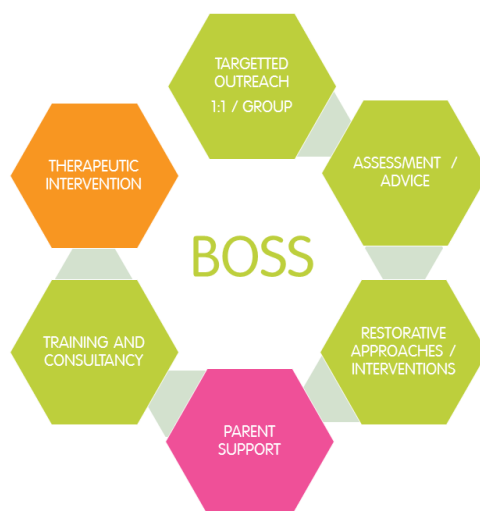 TARGETTED
OUTREACH
1:1 / GROUP
ASSESSMENT /
ADVICE
RESTORATIVE
APPROACHES /
INTERVENTIONS
PARENT
SUPPORT
TRAINING AND
CONSULTANCY
THERAPEUTIC
INTERVENTION
BOSS